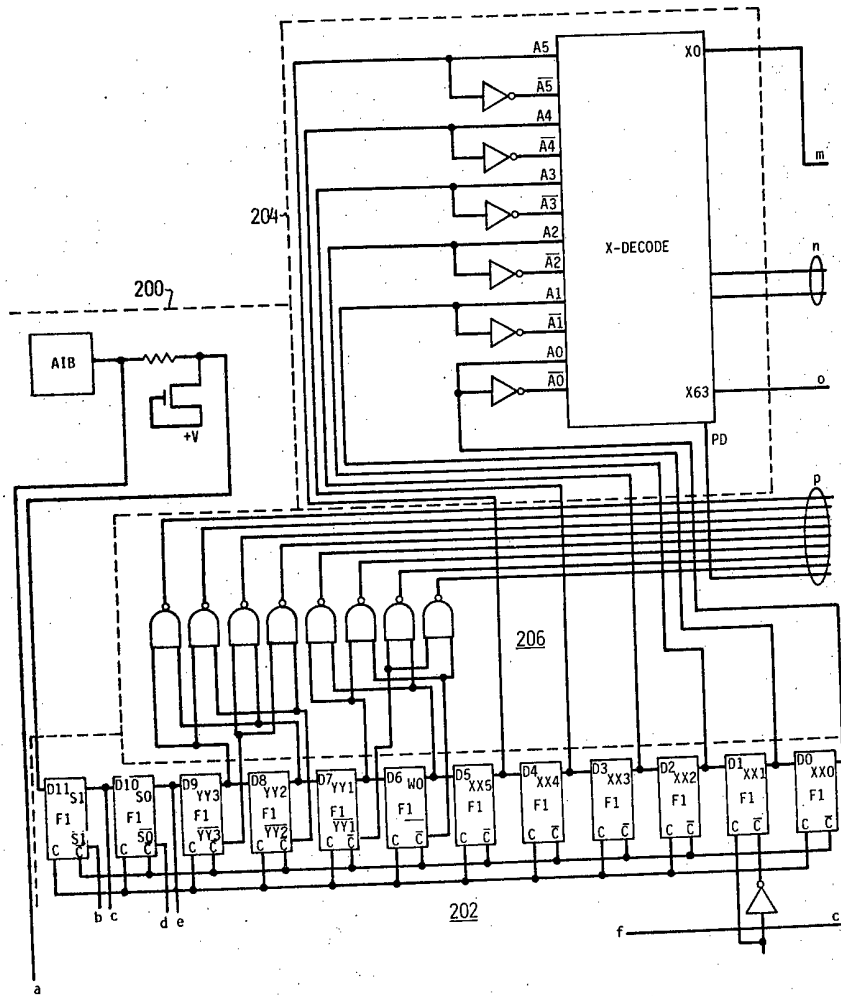 A5
X0
A5
A4
m
A4
A3
204
A3
n
X-DECODE
A2
A2
200
A1
A1
AIB
A0
A0
X63
o
+V
PD
p
206
D11 S1 D10 S0 D9 YY3 D8 YY2 D7 YY1 D6 W0 D5 XX5 D4 XX4 D3 XX3 D2 XX2 D1 XX1 D0 XX0
F1 F1 F1 F1 F1 F1 F1 F1 F1 F1 F1 F1
S1 S0 YY3 YY2 YY1
C C C C C C C C C C C C C C C C C C C C C C C C
b c d e
202
f
c
a